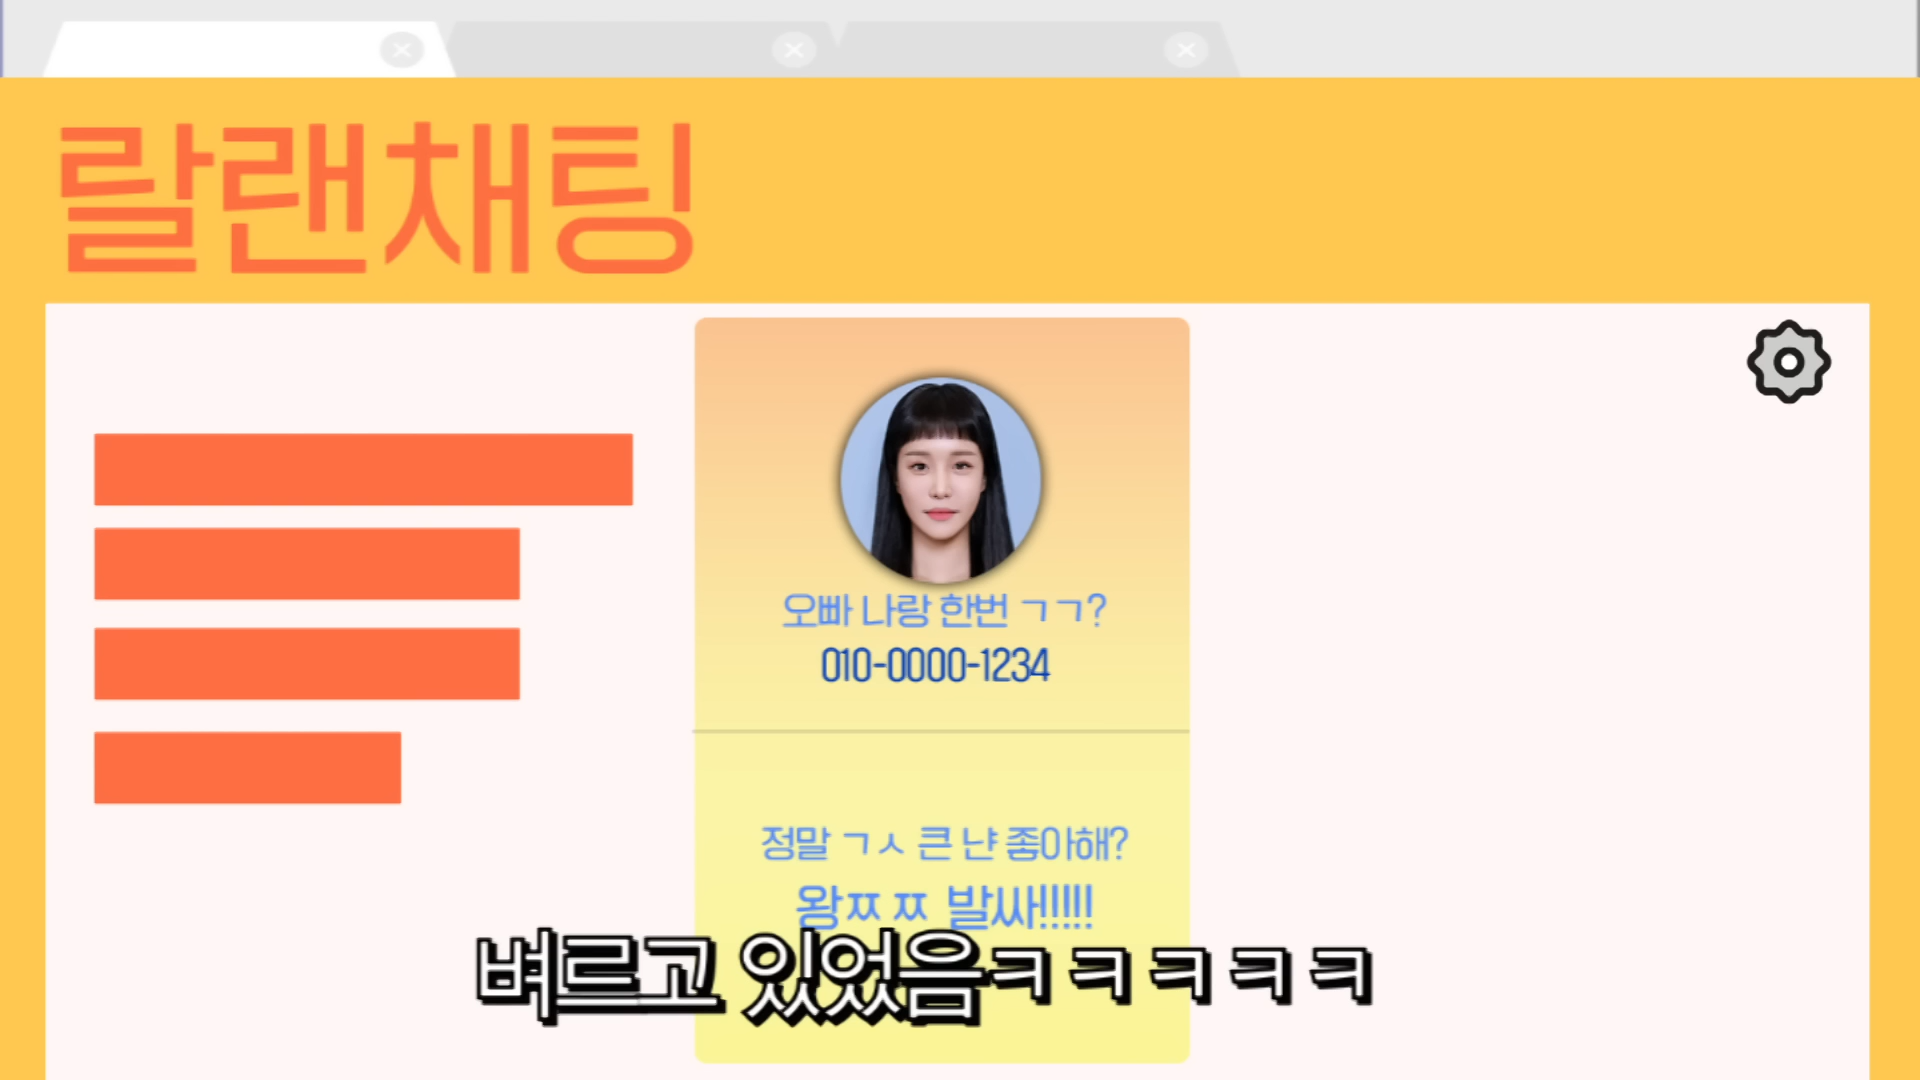 랄랜채팅
오빠 나랑 한번 ㄱㄱ?
010-0000-1234
정말 ㄱㅅ 큰 냔 좋아해?
왕ㅉㅉ 발싸!!!!!
벼르고 있었음ㅋㅋㅋㅋㅋ